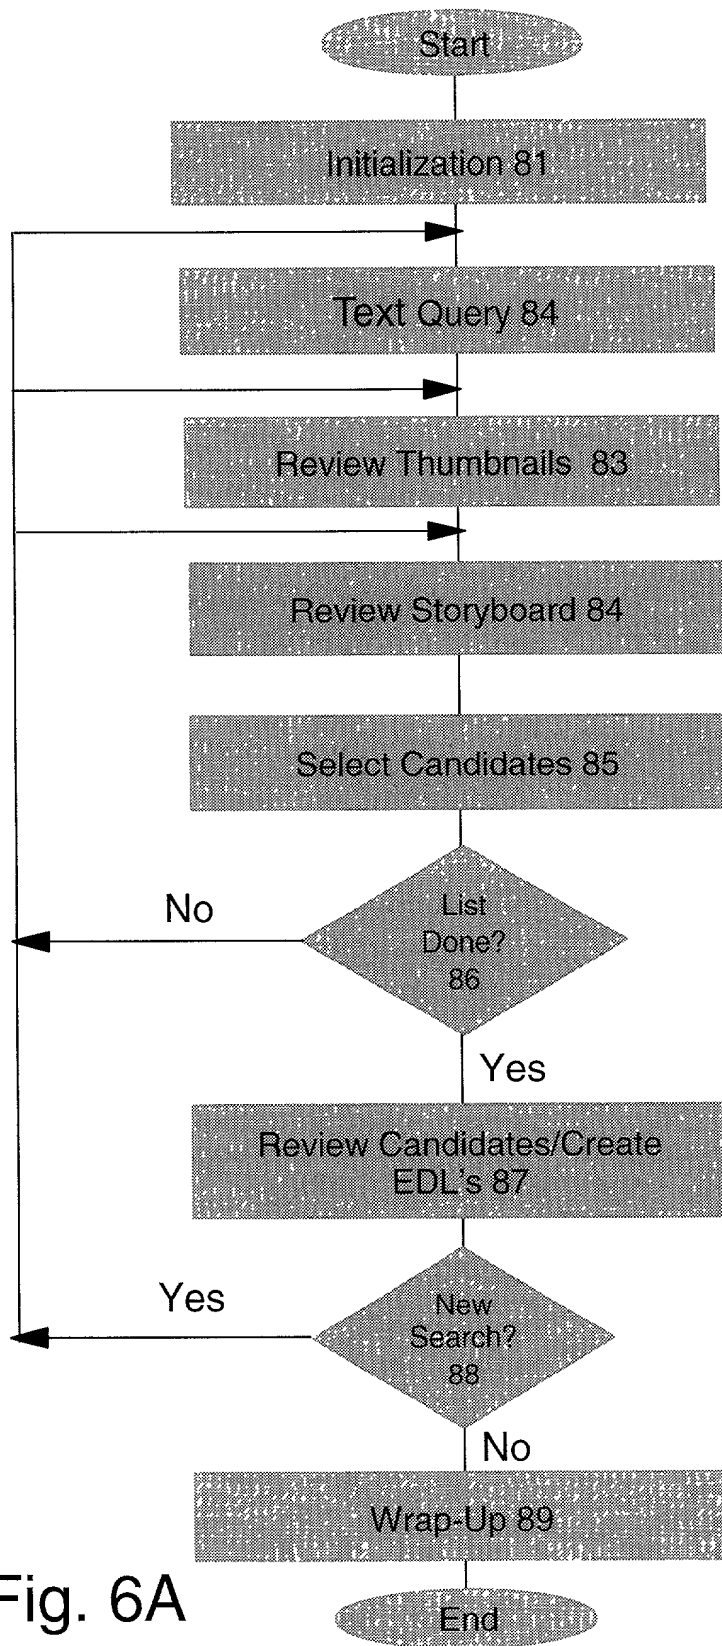 Start
Initialization 81
Text Query 84
Review Thumbnails 83
Review Storyboard 84
Select Candidates 85
No
List
Done?
86
Yes
Review Candidates/Create
EDL's 87
Yes
New
Search?
88
No
Wrap-Up 89
Fig. 6A
End